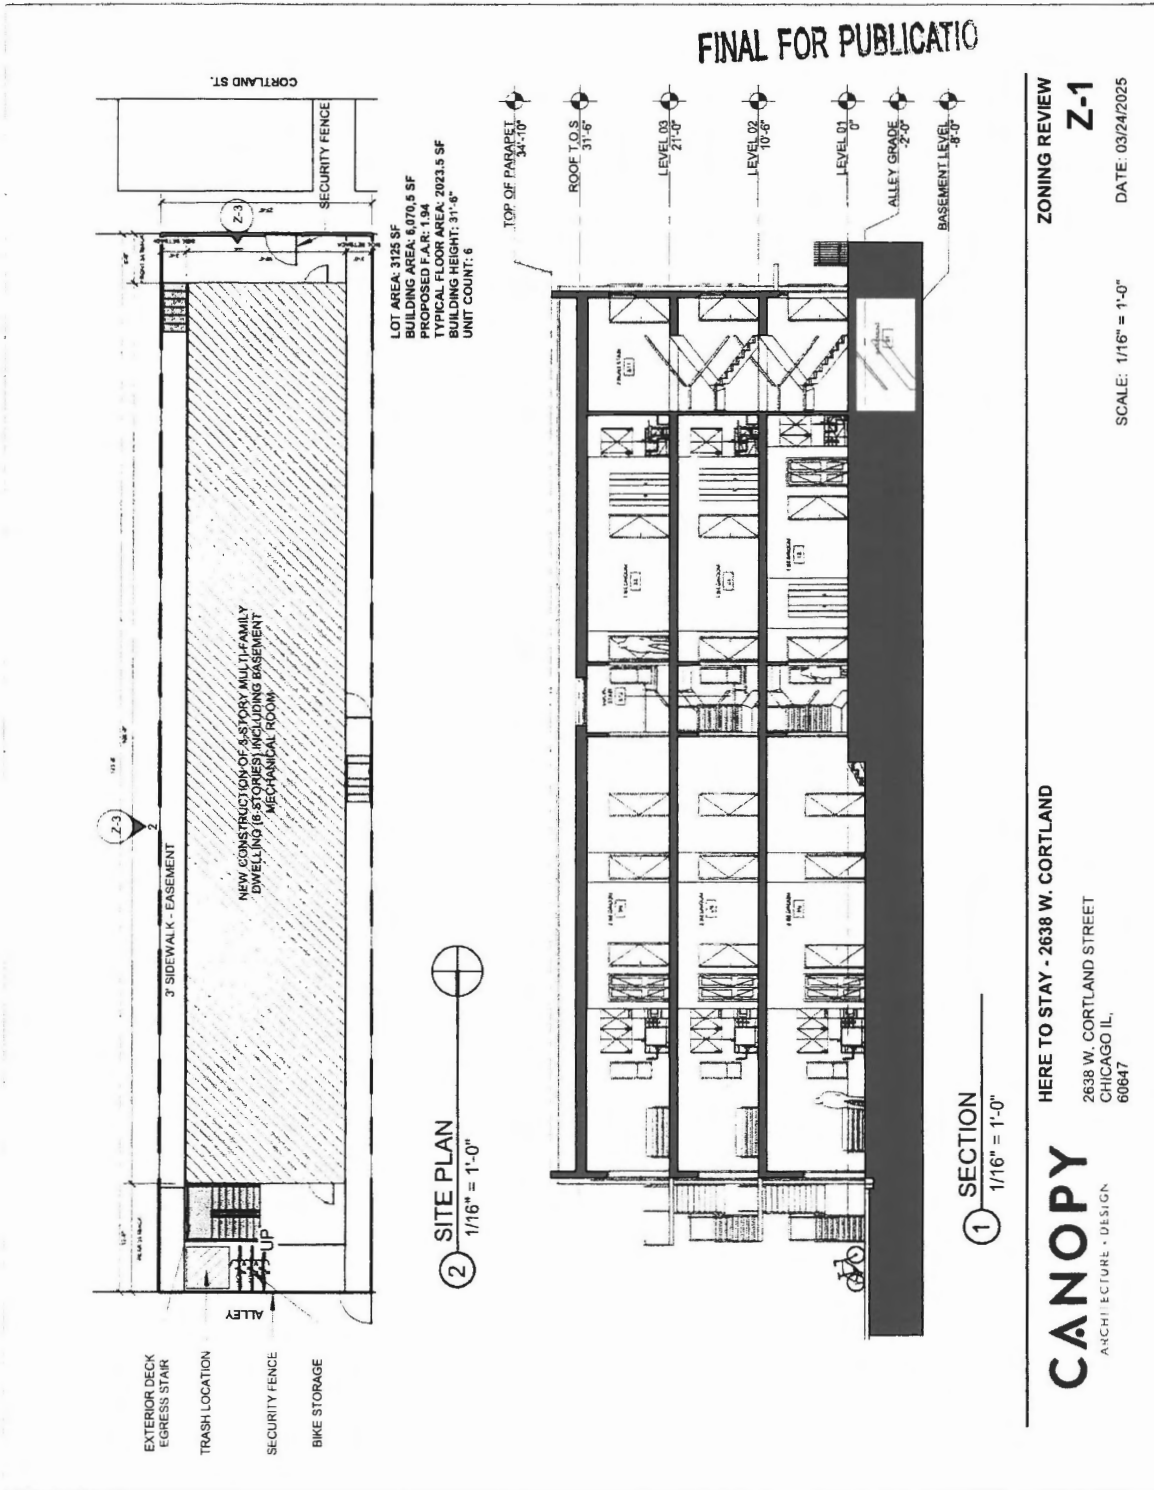 FINAL FOR PUBLICATIO
EXTERIOR DECK
EGRESS STAIR
TRASH LOCATION
SECURITY FENCE
BIKE STORAGE
ALLEY
UP
3' SIDEWALK - EASEMENT
Z-3
2
NEW CONSTRUCTION OF 3-STORY MULTI-FAMILY
DWELLING (6-STORIES) INCLUDING BASEMENT
MECHANICAL ROOM
Z-3
SECURITY FENCE
CORTLAND ST.
LOT AREA: 3125 SF
BUILDING AREA: 6,070,5 SF
PROPOSED F.A.R: 1.94
TYPICAL FLOOR AREA: 2023.5 SF
BUILDING HEIGHT: 31'-6"
UNIT COUNT: 6
2
SITE PLAN
1/16" = 1'-0"
TOP OF PARAPET
34'-10"
ROOF T.O.S
31'-6"
LEVEL 03
21'-0"
LEVEL 02
10'-6"
LEVEL 01
0"
ALLEY GRADE
-2'-0"
BASEMENT LEVEL
-8'-0"
1
SECTION
1/16" = 1'-0"
CANOPY
ARCHITECTURE + DESIGN
HERE TO STAY - 2638 W. CORTLAND
2638 W. CORTLAND STREET
CHICAGO IL,
60647
ZONING REVIEW
Z-1
SCALE: 1/16" = 1'-0"
DATE: 03/24/2025